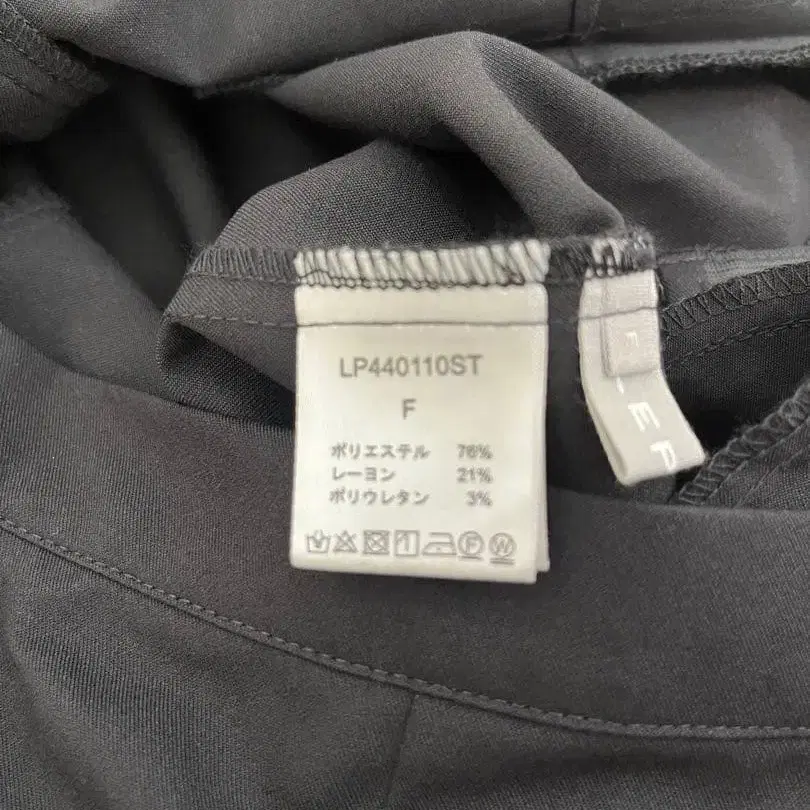 LP440110ST
F
ポリエステル 76%
レーヨン 21%
ポリウレタン 3%
F W